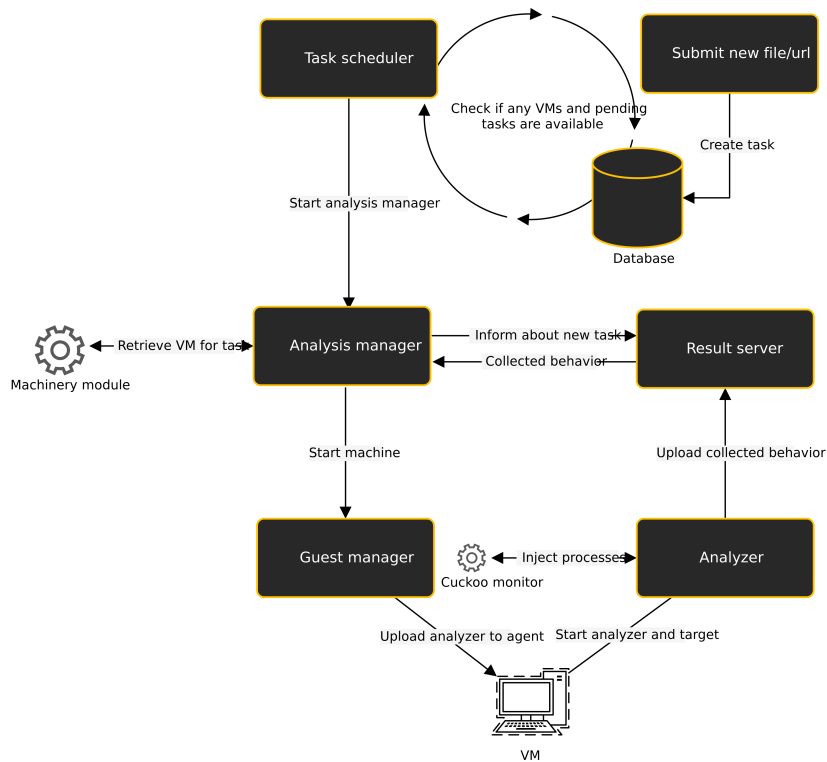 Task scheduler
Submit new file/url
Check if any VMs and pending
tasks are available
Create task
Start analysis manager
Database
Retrieve VM for task
Analysis manager
Inform about new task
Collected behavior
Result server
Machinery module
Start machine
Upload collected behavior
Guest manager
Inject processes
Cuckoo monitor
Analyzer
Upload analyzer to agent
Start analyzer and target
VM